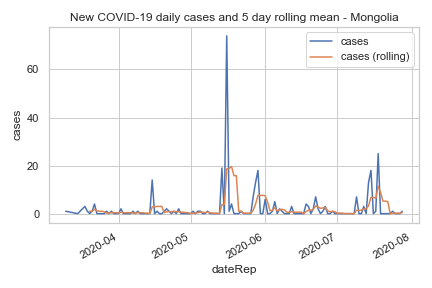 New COVID-19 daily cases and 5 day rolling mean - Mongolia
cases
cases (rolling)
cases
60
40
20
0
2020-04
2020-05
2020-06
2020-07
2020-08
dateRep